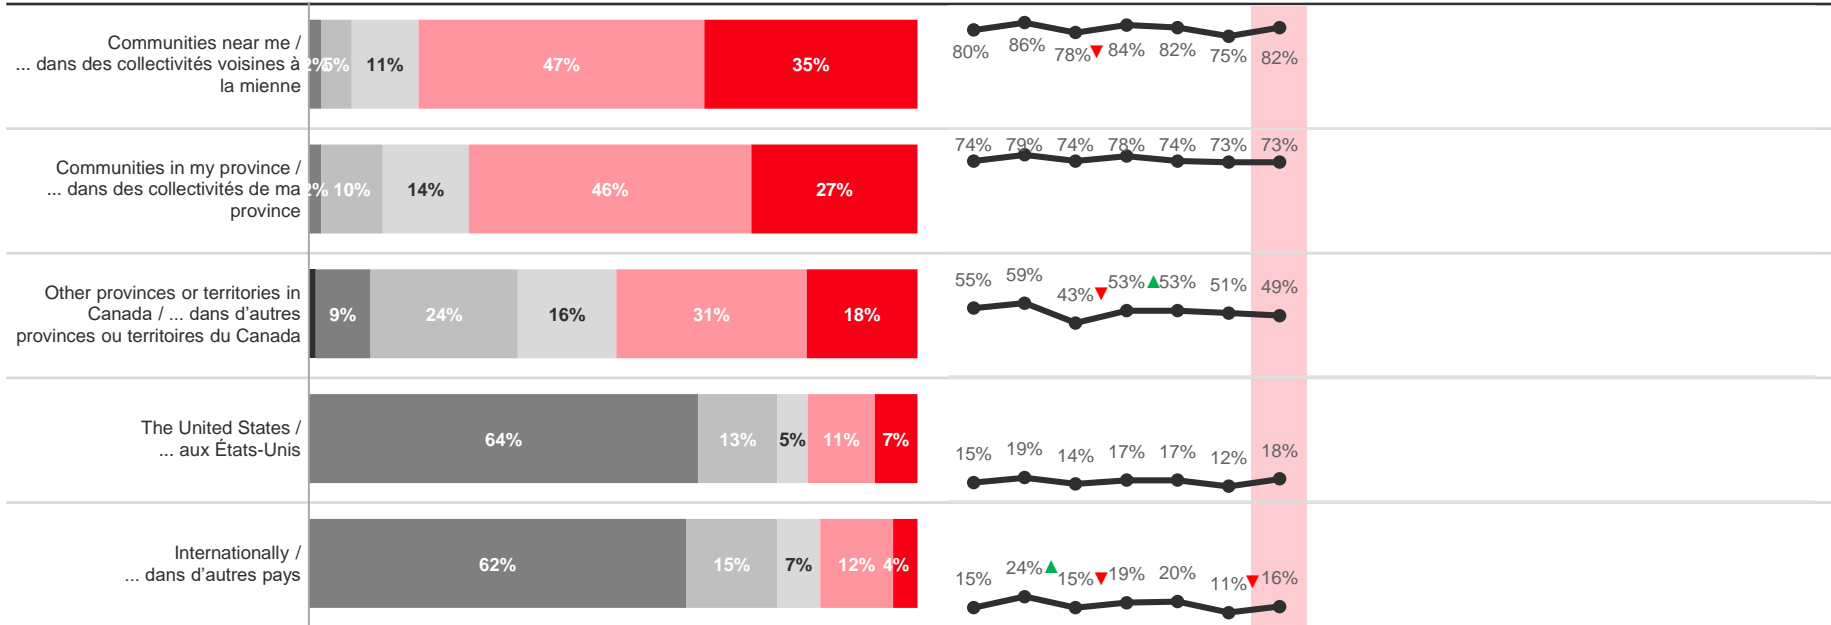 Communities near me /
... dans des collectivités voisines à
la mienne
2% 5% 11% 47% 35%
80% 86% 78% ▼ 84% 82% 75% 82%
Communities in my province /
... dans des collectivités de ma
province
2% 10% 14% 46% 27%
74% 79% 74% 78% 74% 73% 73%
Other provinces or territories in
Canada / ... dans d'autres
provinces ou territoires du Canada
9% 24% 16% 31% 18%
55% 59% 43% ▼ 53% ▲ 53% 51% 49%
The United States /
... aux États-Unis
64% 13% 5% 11% 7%
15% 19% 14% 17% 17% 12% 18%
Internationally /
... dans d'autres pays
62% 15% 7% 12% 4%
15% 24% ▲ 15% ▼ 19% 20% 11% ▼ 16%